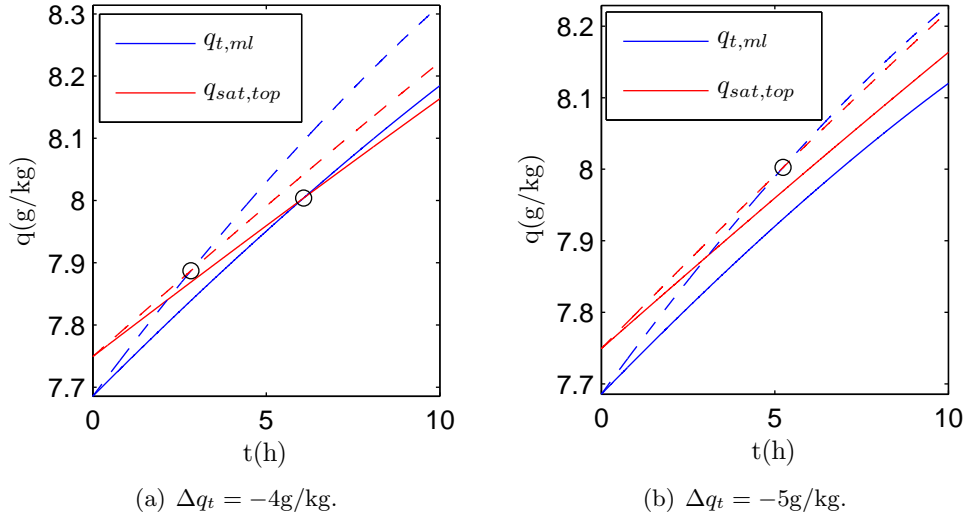 8.3
8.2
8.1
8
7.9
7.8
7.7
q(g/kg)
0
5
10
t(h)
q_{t,ml}
q_{sat,top}
(a) Δq_t = −4g/kg.
8.2
8.1
8
7.9
7.8
7.7
q(g/kg)
0
5
10
t(h)
q_{t,ml}
q_{sat,top}
(b) Δq_t = −5g/kg.